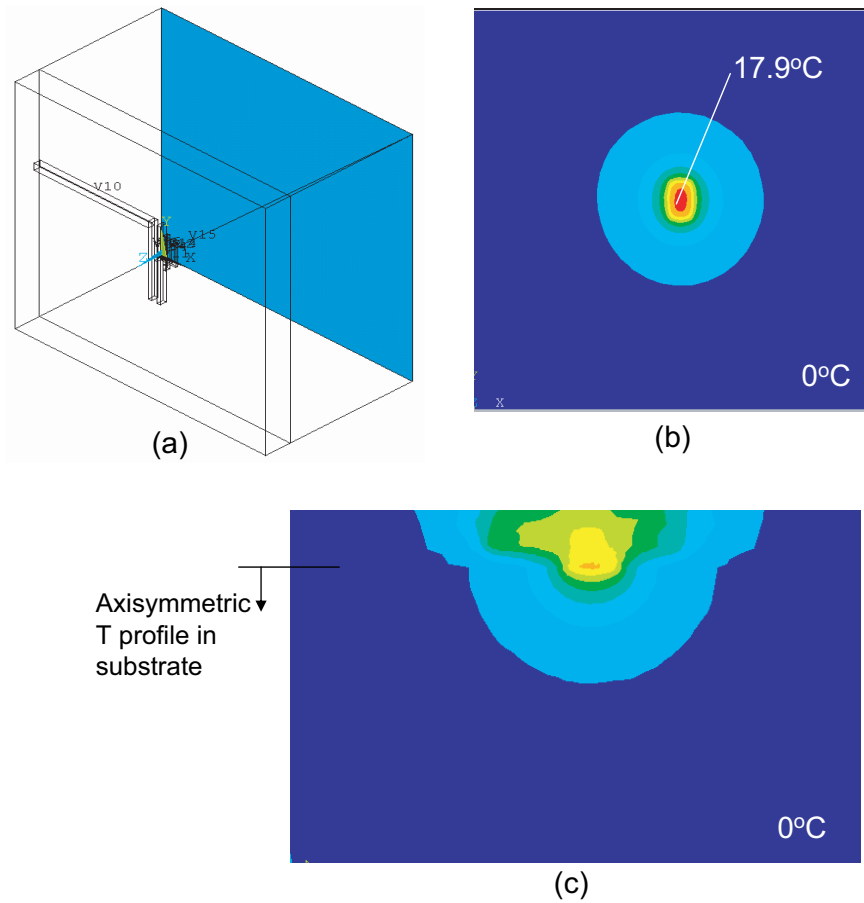 V10
Y
V15
Z
X
(a)
17.9°C
0°C
Y
Z X
(b)
Axisymmetric
T profile in
substrate
0°C
(c)